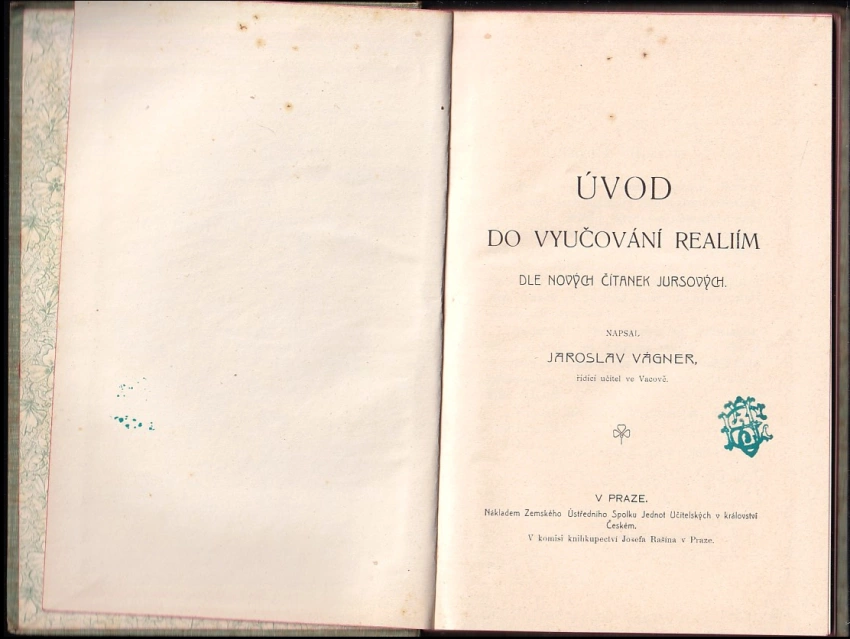 ÚVOD
DO VYUČOVÁNÍ REALIÍM
DLE NOVÝCH ČÍTANEK JURSOVÝCH.
NAPSAL
JAROSLAV VÁGNER,
řídící učitel ve Vacově.
V PRAZE.
Nákladem Zemského Ústředního Spolku Jednot Učitelských v království
Českém.
V komisi knihkupectví Josefa Rašína v Praze.